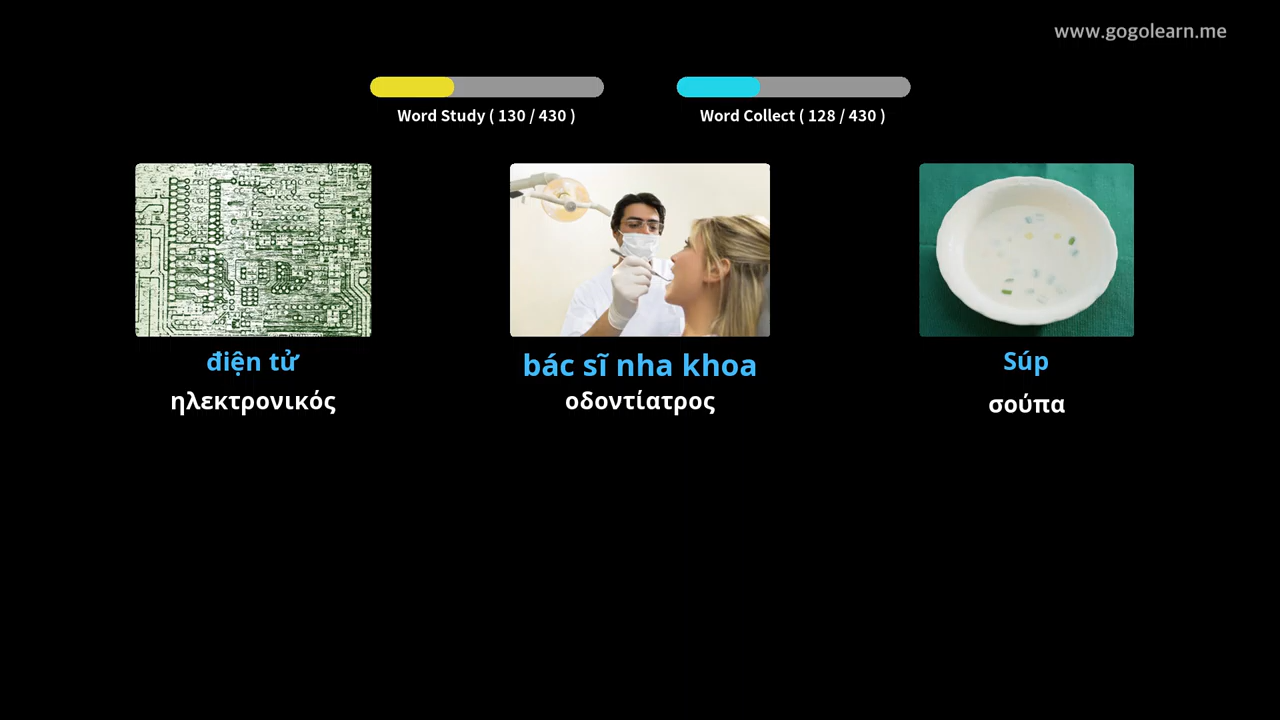 www.gogolearn.me
Word Study ( 130 / 430 )
Word Collect ( 128 / 430 )
điện tử
bác sĩ nha khoa
Súp
ηλεκτρονικός
οδοντίατρος
σούπα